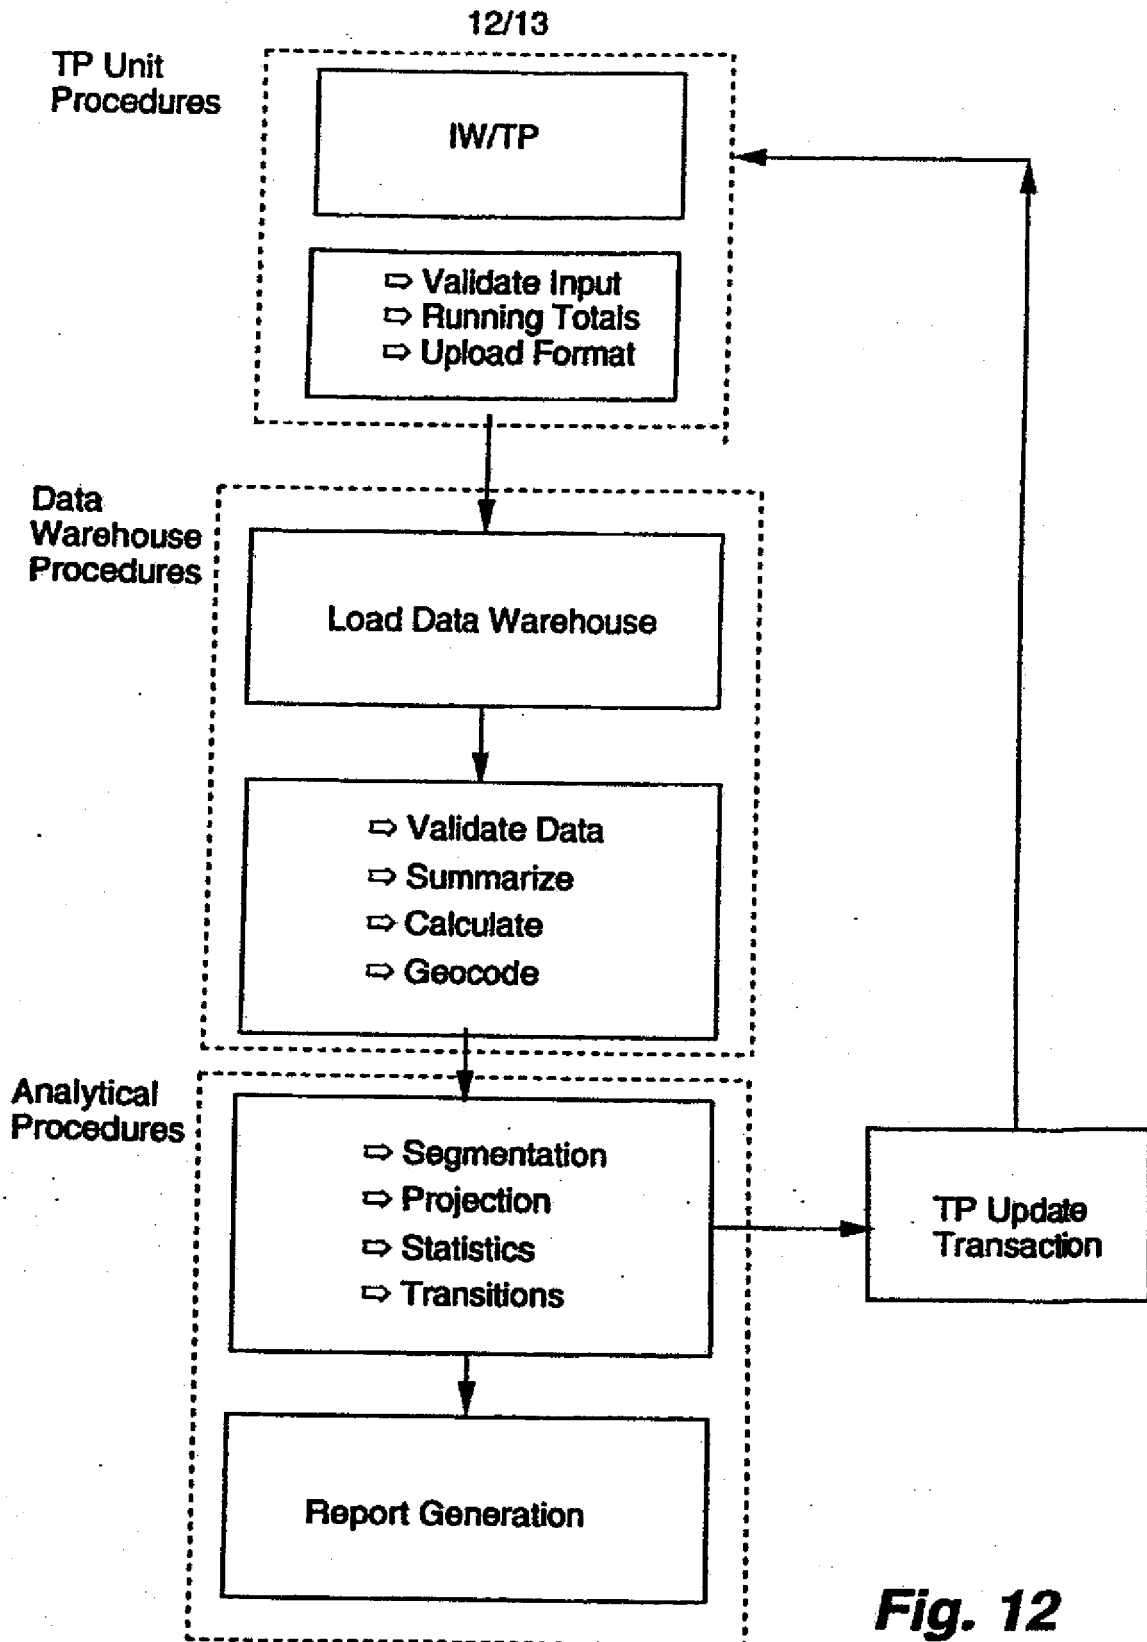 12/13
TP Unit
Procedures
IW/TP
⇨ Validate Input
⇨ Running Totals
⇨ Upload Format
Data
Warehouse
Procedures
Load Data Warehouse
⇨ Validate Data
⇨ Summarize
⇨ Calculate
⇨ Geocode
Analytical
Procedures
⇨ Segmentation
⇨ Projection
⇨ Statistics
⇨ Transitions
TP Update
Transaction
Report Generation
Fig. 12